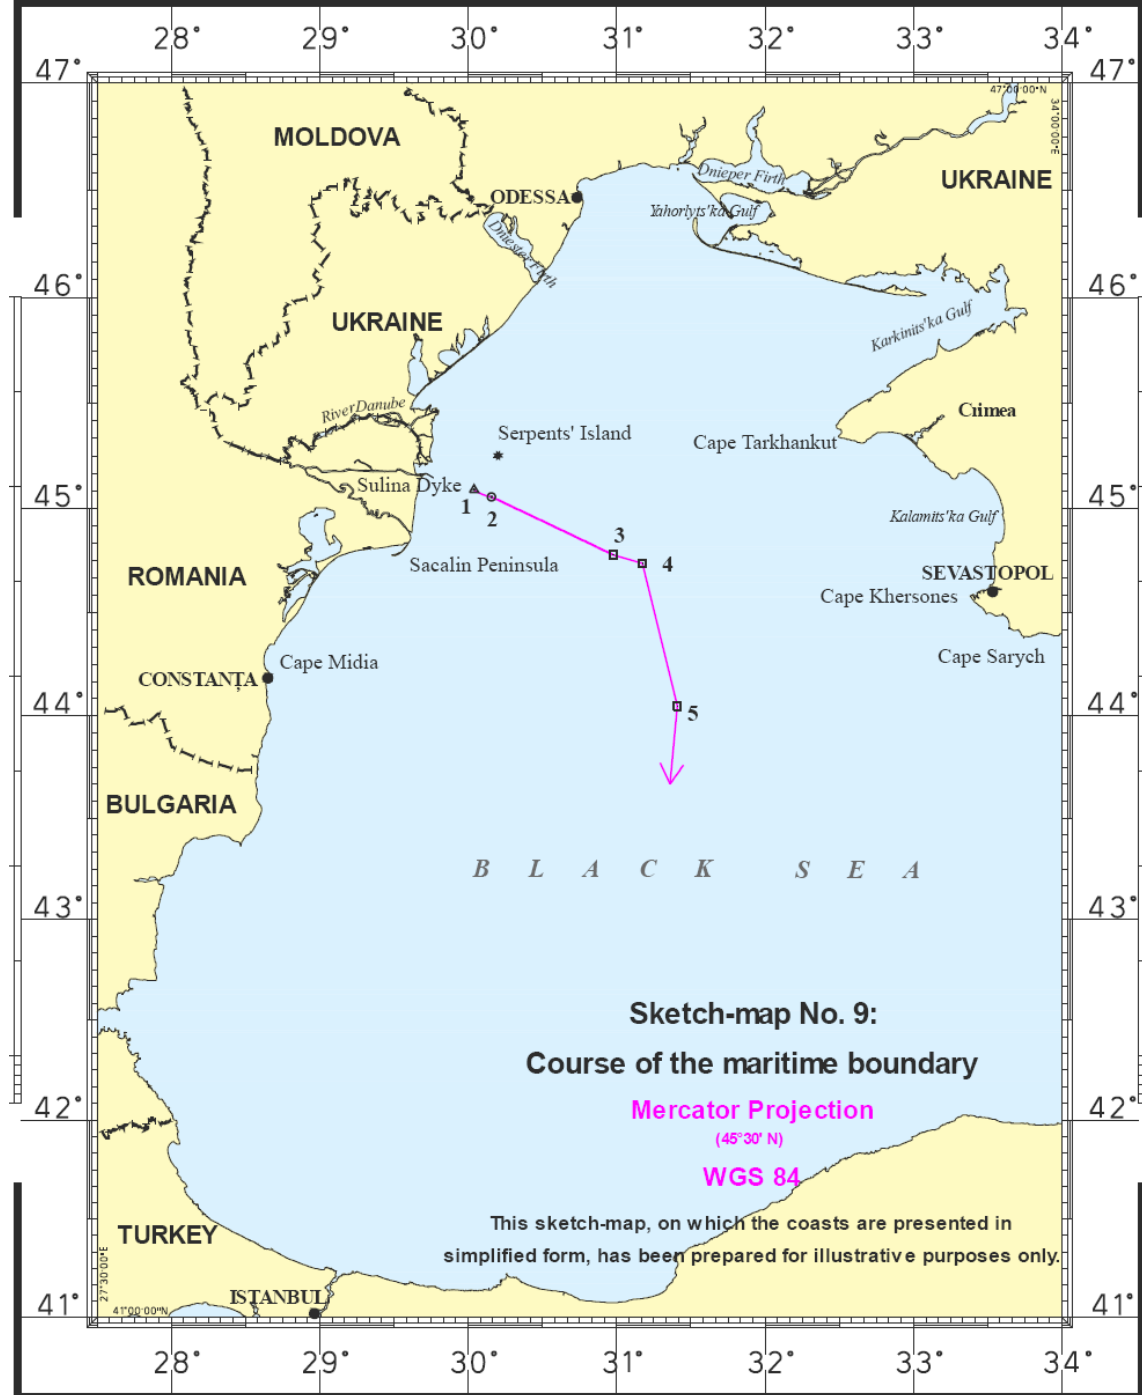 28° 29° 30° 31° 32° 33° 34°
47° 47°
47°00'00"N
34°00'00"E
MOLDOVA
Dnieper Firth
UKRAINE
ODESSA
Yahorlyts'ka Gulf
Dniester Firth
46° 46°
UKRAINE
Karkinits'ka Gulf
River Danube
Crimea
Serpents' Island
Cape Tarkhankut
Sulina Dyke
1
2
45° 45°
Kalamits'ka Gulf
3
4
Sacalin Peninsula
ROMANIA
SEVASTOPOL
Cape Khersones
Cape Midia
Cape Sarych
CONSTANȚA
44° 44°
5
BULGARIA
BLACK SEA
43° 43°
Sketch-map No. 9:
Course of the maritime boundary
42° 42°
Mercator Projection
(45°30' N)
WGS 84
This sketch-map, on which the coasts are presented in
simplified form, has been prepared for illustrative purposes only.
TURKEY
27°30'00"E
ISTANBUL
41°00'00"N
41° 41°
28° 29° 30° 31° 32° 33° 34°